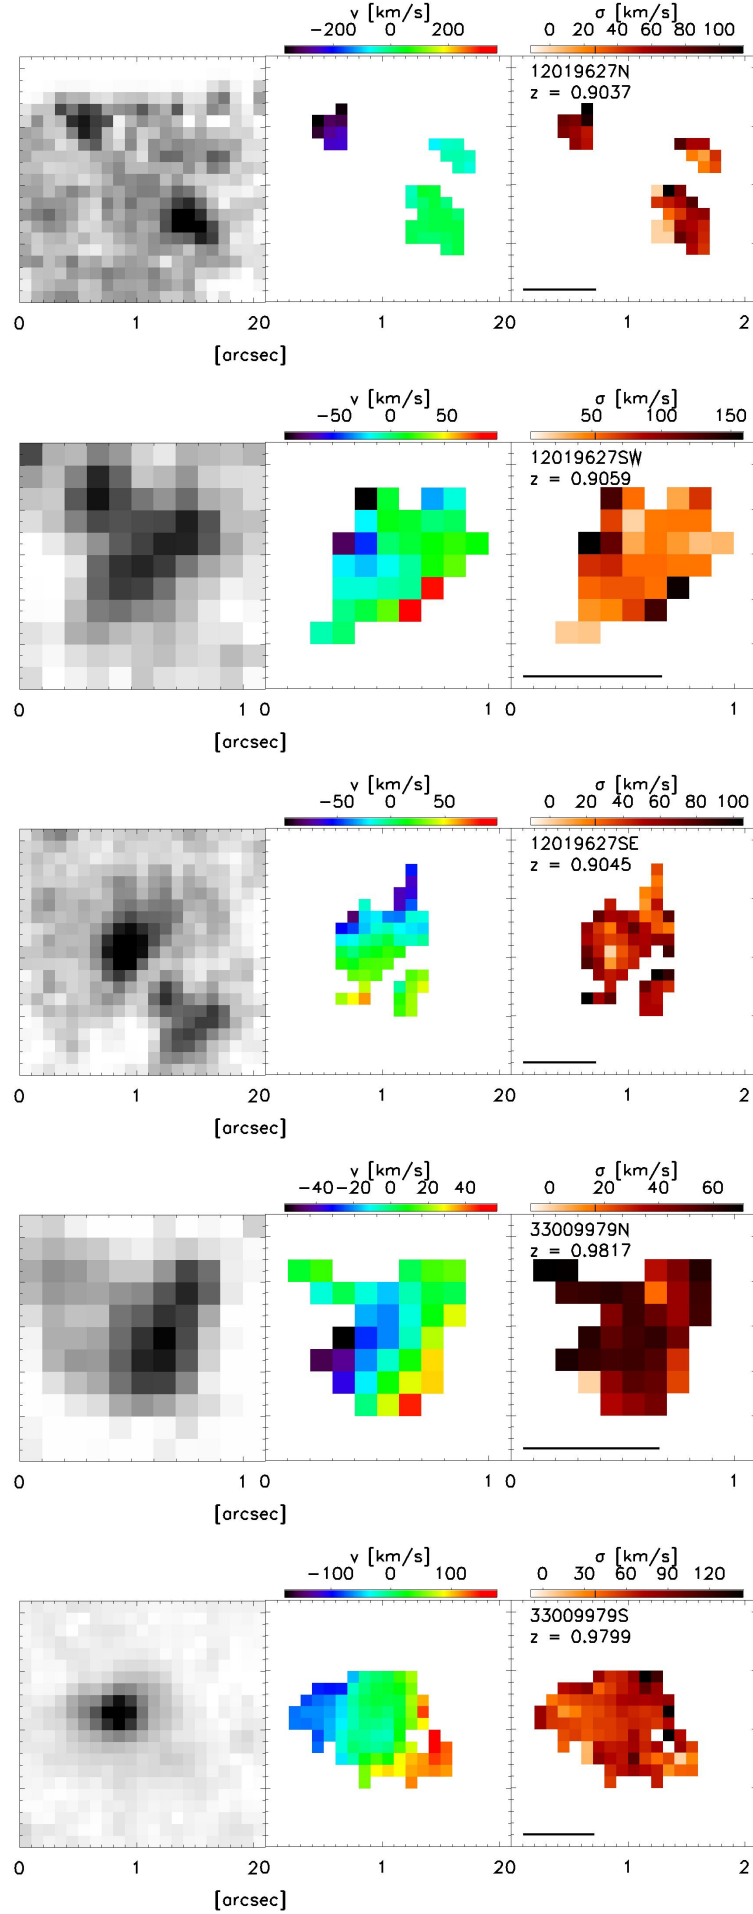 v [km/s] σ [km/s]
-200 0 200 0 20 40 60 80 100
12019627N
z = 0.9037
0 1 20 1 20 1 2
[arcsec]
v [km/s] σ [km/s]
-50 0 50 50 100 150
12019627SW
z = 0.9059
0 1 0 1 0 1
[arcsec]
v [km/s] σ [km/s]
-50 0 50 0 20 40 60 80 100
12019627SE
z = 0.9045
0 1 20 1 20 1 2
[arcsec]
v [km/s] σ [km/s]
-40 -20 0 20 40 0 20 40 60
33009979N
z = 0.9817
0 1 0 1 0 1
[arcsec]
v [km/s] σ [km/s]
-100 0 100 0 30 60 90 120
33009979S
z = 0.9799
0 1 20 1 20 1 2
[arcsec]